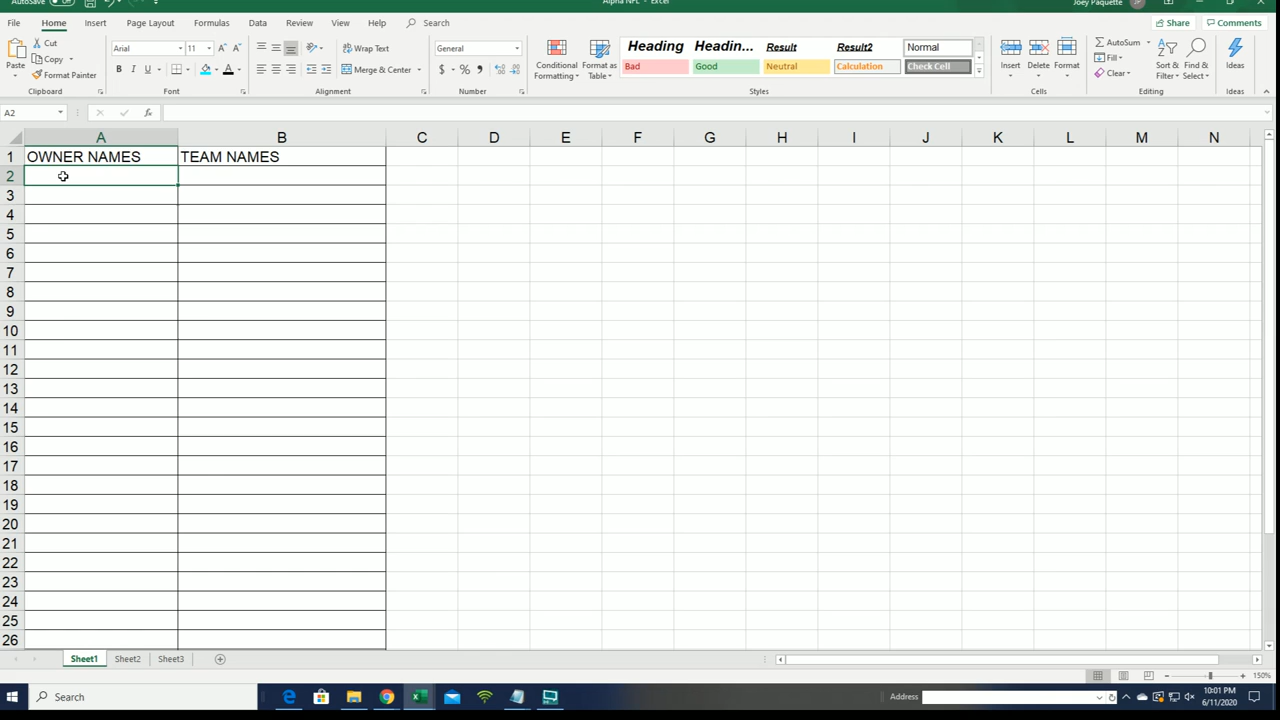 AutoSave Off Alpha NFL - Excel Joey Paquette JP
File Home Insert Page Layout Formulas Data Review View Help Search Share Comments
Paste Cut Copy Format Painter
Arial 11 A A B I U A
Wrap Text Merge & Center
General $ % ,
Conditional Formatting Format as Table
Heading Headin... Result Result2 Normal
Bad Good Neutral Calculation Check Cell
Insert Delete Format
AutoSum Fill Clear Sort & Filter Find & Select Ideas
Clipboard Font Alignment Number Styles Cells Editing Ideas
A2 fx
A B C D E F G H I J K L M N
1 OWNER NAMES TEAM NAMES
2
3
4
5
6
7
8
9
10
11
12
13
14
15
16
17
18
19
20
21
22
23
24
25
26
Sheet1 Sheet2 Sheet3
150%
Search Address 10:01 PM
6/11/2020